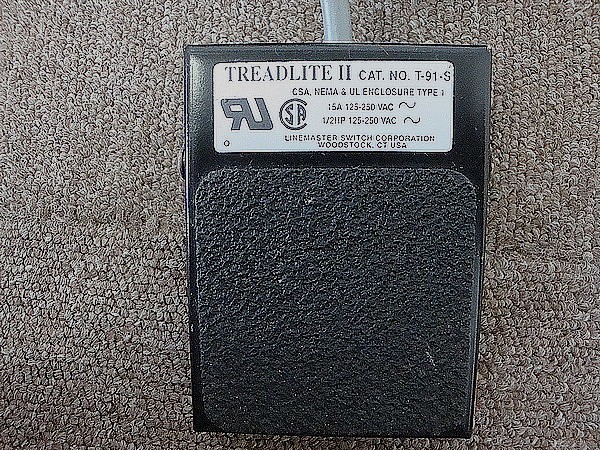 TREADLITE II CAT. NO. T-91-S
CSA, NEMA & UL ENCLOSURE TYPE 1
15A 125-250 VAC ~
1/2HP 125-250 VAC ~
LINEMASTER SWITCH CORPORATION
WOODSTOCK, CT USA